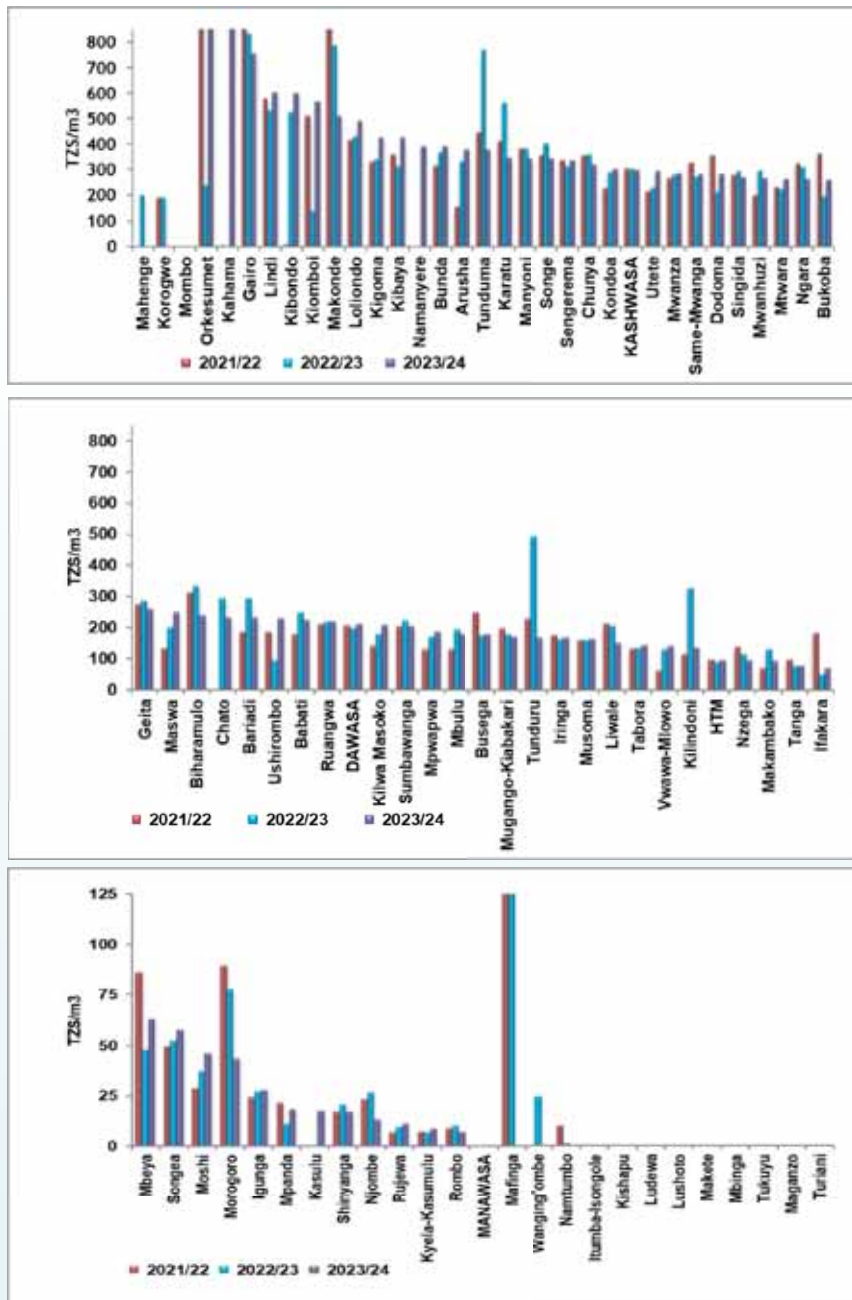 TZS/m3
800
700
600
500
400
300
200
100
0
Mahenge
Korogwe
Mombo
Orkesumet
Kahama
Gairo
Lindi
Kibondo
Kiomboi
Makonde
Loliondo
Kigoma
Kibaya
Namanyere
Bunda
Arusha
Tunduma
Karatu
Manyoni
Songe
Sengerema
Chunya
Kondoa
KASHWASA
Utete
Mwanza
Same-Mwanga
Dodoma
Singida
Mwanhuzi
Mtwara
Ngara
Bukoba
2021/22 2022/23 2023/24
TZS/m3
800
700
600
500
400
300
200
100
0
Geita
Maswa
Biharamulo
Chato
Bariadi
Ushirombo
Babati
Ruangwa
DAWASA
Kilwa Masoko
Sumbawanga
Mpwapwa
Mbulu
Busega
Mugango-Kiabakari
Tunduru
Iringa
Musoma
Liwale
Tabora
Vwawa-Mlowo
Kilindoni
HTM
Nzega
Makambako
Tanga
Ifakara
2021/22 2022/23 2023/24
TZS/m3
125
100
75
50
25
0
Mbeya
Songea
Moshi
Morogoro
Igunga
Mpanda
Kasulu
Shinyanga
Njombe
Rujewa
Kyela-Kasumulu
Rombo
MANAWASA
Mafinga
Wanging'ombe
Namtumbo
Itumba-Isongole
Kishapu
Ludewa
Lushoto
Makete
Mbinga
Tukuyu
Maganzo
Turiani
2021/22 2022/23 2023/24